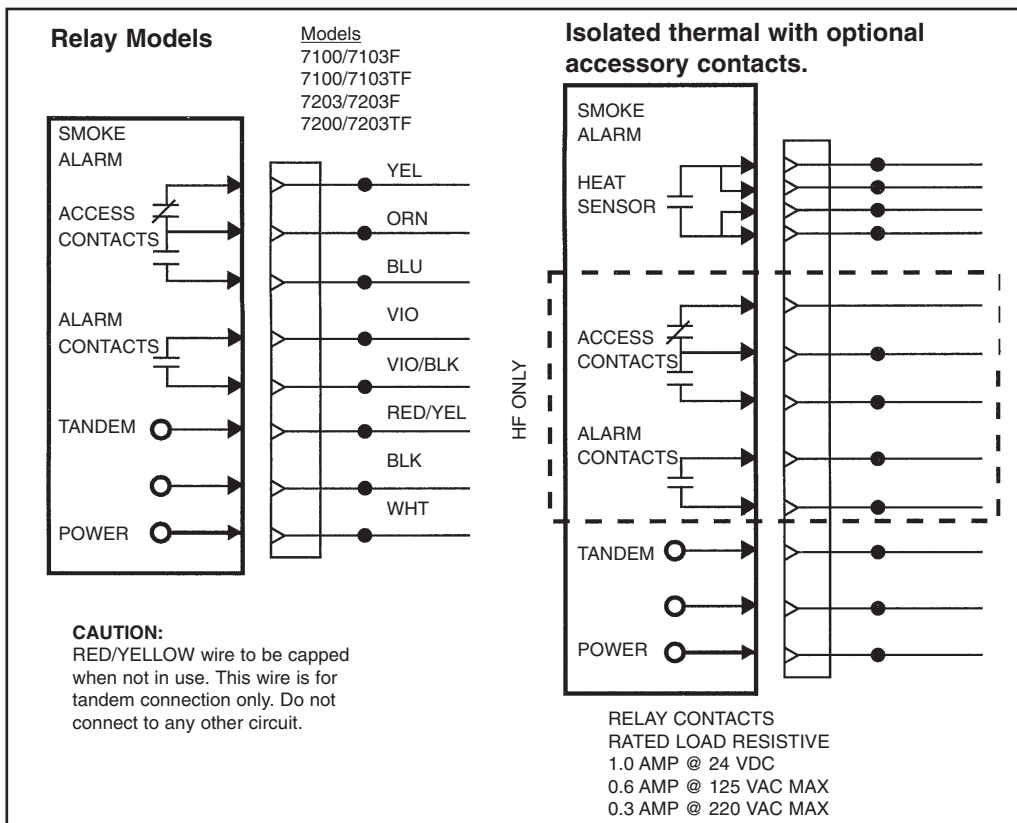 Relay Models
Models
7100/7103F
7100/7103TF
7203/7203F
7200/7203TF
SMOKE
ALARM
ACCESS
CONTACTS
ALARM
CONTACTS
TANDEM
POWER
YEL
ORN
BLU
VIO
VIO/BLK
RED/YEL
BLK
WHT
CAUTION:
RED/YELLOW wire to be capped
when not in use. This wire is for
tandem connection only. Do not
connect to any other circuit.
Isolated thermal with optional
accessory contacts.
SMOKE
ALARM
HEAT
SENSOR
HF ONLY
ACCESS
CONTACTS
ALARM
CONTACTS
TANDEM
POWER
RELAY CONTACTS
RATED LOAD RESISTIVE
1.0 AMP @ 24 VDC
0.6 AMP @ 125 VAC MAX
0.3 AMP @ 220 VAC MAX